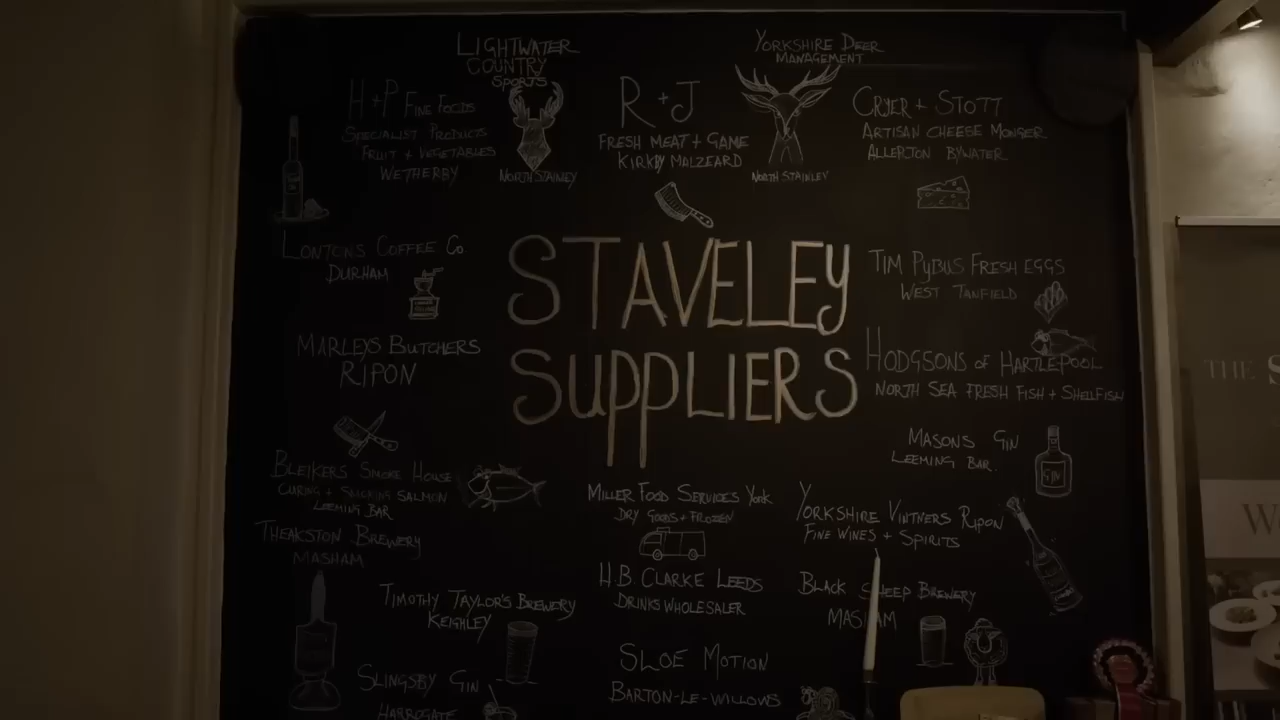 LIGHTWATER
COUNTRY
SPORTS
NORTH STAINLEY
YORKSHIRE DEER
MANAGEMENT
NORTH STAINLEY
H + P FINE FOODS
SPECIALIST PRODUCTS
FRUIT + VEGETABLES
WETHERBY
R + J
FRESH MEAT + GAME
KIRKBY MALZEARD
CRYER + STOTT
ARTISAN CHEESE MONGER
ALLERTON BYWATER
STAVELEY
SUPPLIERS
LONTONS COFFEE Co
DURHAM
TIM PYBUS FRESH EGGS
WEST TANFIELD
MARLEYS BUTCHERS
RIPON
HODGSONS OF HARTLEPOOL
NORTH SEA FRESH FISH + SHELLFISH
MASONS GIN
LEEMING BAR.
GIN
BLEIKERS SMOKE HOUSE
CURING + SMOKING SALMON
LEEMING BAR
MILLER FOOD SERVICES York
DRY GOODS + FROZEN
YORKSHIRE VINTNERS RIPON
FINE WINES + SPIRITS
THEAKSTON BREWERY
MASHAM
H.B. CLARKE LEEDS
DRINKS WHOLESALER
BLACK SHEEP BREWERY
MASHAM
TIMOTHY TAYLOR'S BREWERY
KEIGHLEY
SLOE MOTION
BARTON-LE-WILLOWS
SLINGSBY GIN
HARROGATE
THE S
W